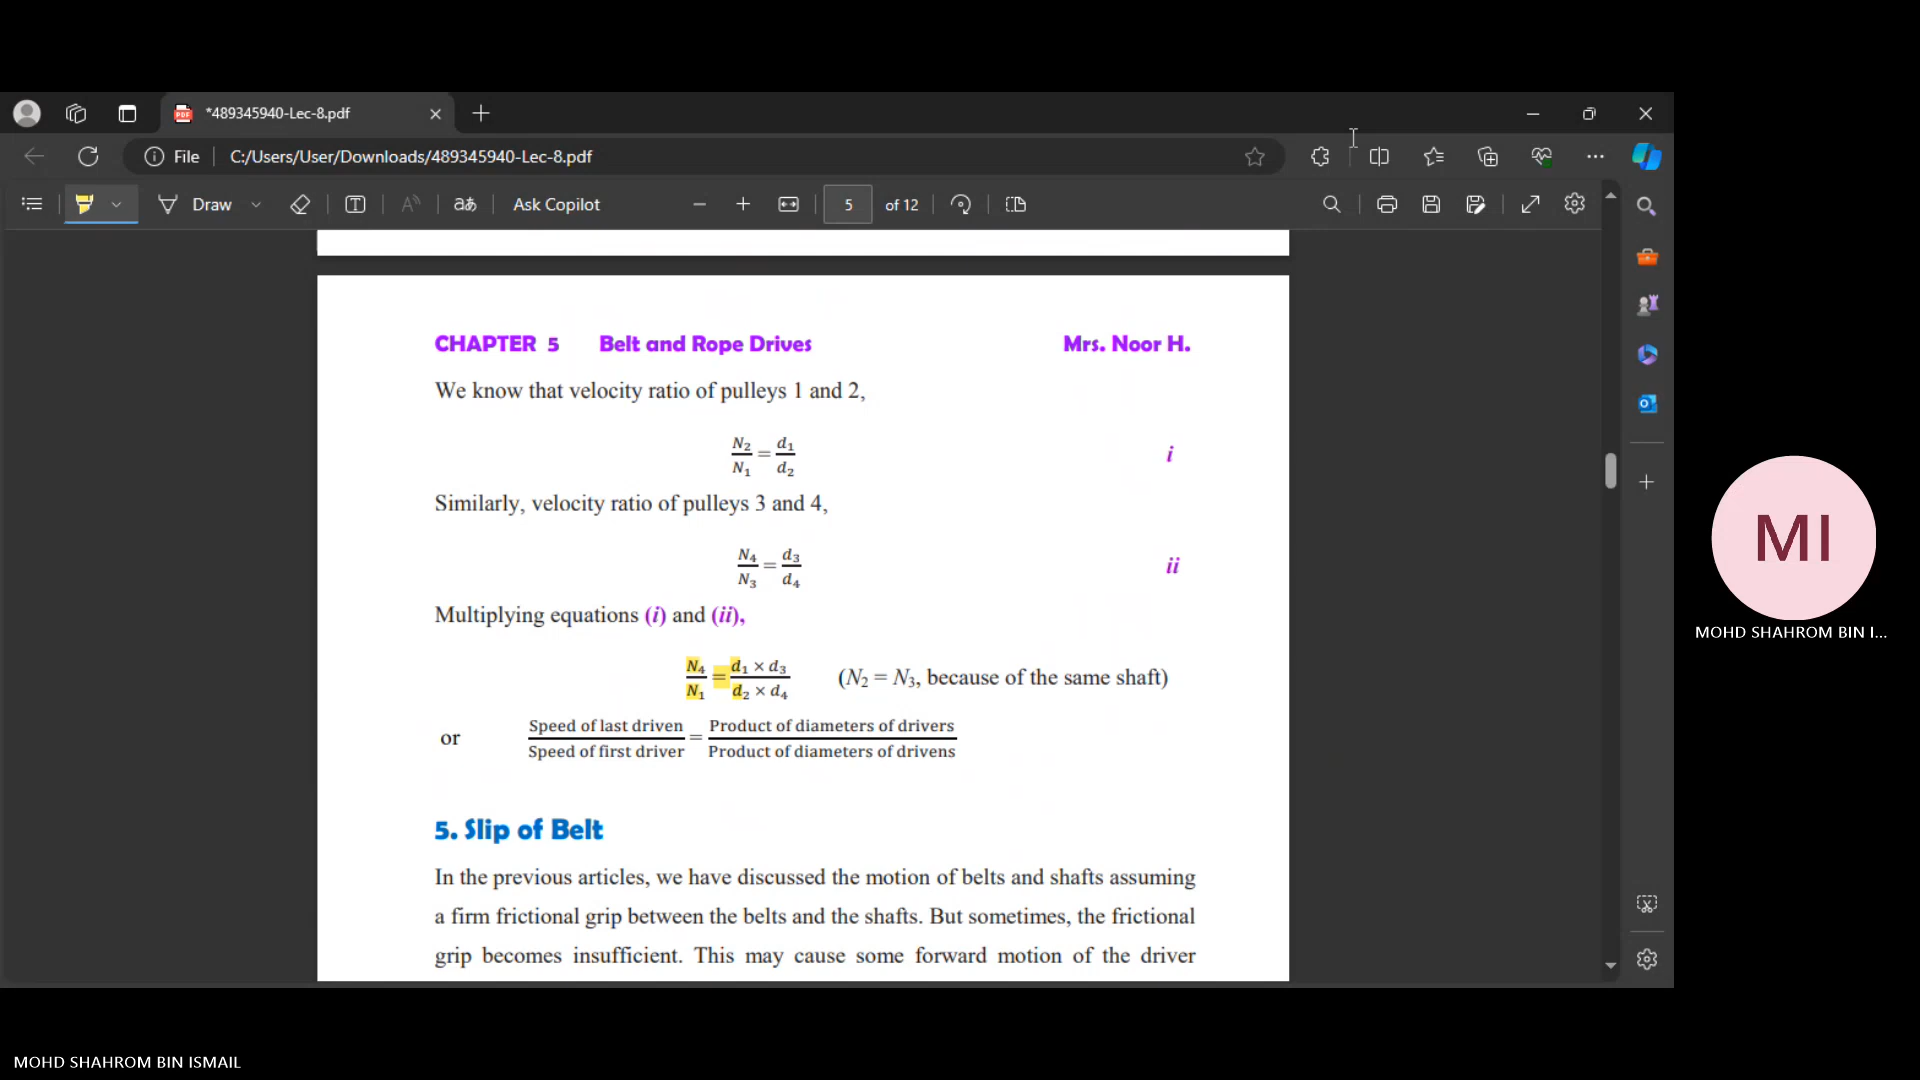 *489345940-Lec-8.pdf
File C:/Users/User/Downloads/489345940-Lec-8.pdf
Draw aあ Ask Copilot 5 of 12
CHAPTER 5 Belt and Rope Drives Mrs. Noor H.
We know that velocity ratio of pulleys 1 and 2,
N₂/N₁ = d₁/d₂ i
Similarly, velocity ratio of pulleys 3 and 4,
N₄/N₃ = d₃/d₄ ii
Multiplying equations (i) and (ii),
N₄/N₁ = d₁ × d₃/d₂ × d₄ (N₂ = N₃, because of the same shaft)
or Speed of last driven/Speed of first driver = Product of diameters of drivers/Product of diameters of drivens
5. Slip of Belt
In the previous articles, we have discussed the motion of belts and shafts assuming
a firm frictional grip between the belts and the shafts. But sometimes, the frictional
grip becomes insufficient. This may cause some forward motion of the driver
MI
MOHD SHAHROM BIN I...
MOHD SHAHROM BIN ISMAIL